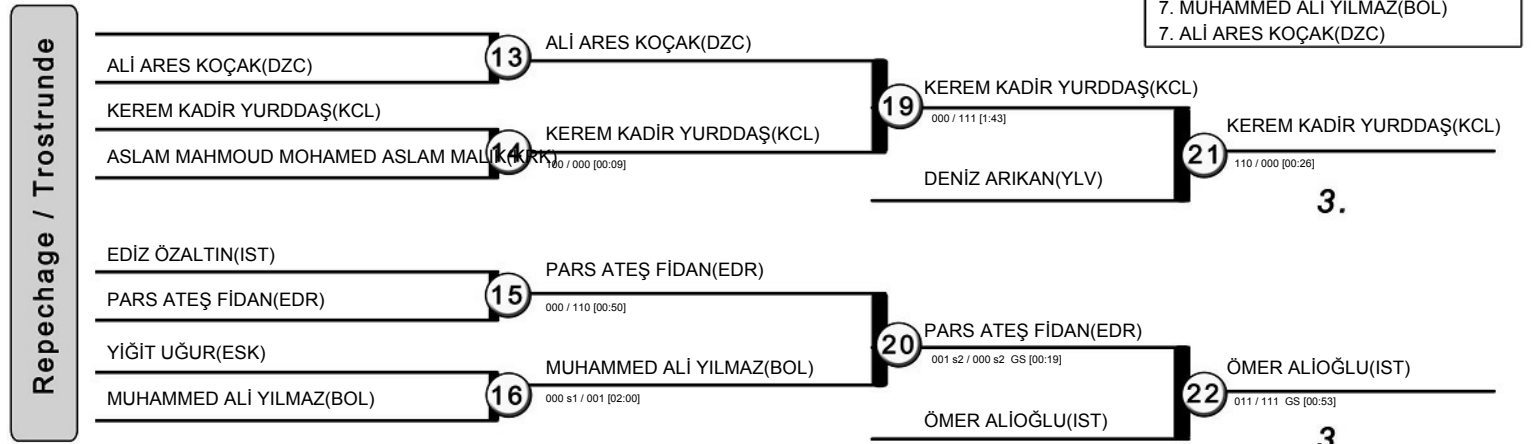 7. MUHAMMED ALİ YILMAZ(BOL)
7. ALİ ARES KOÇAK(DZC)
Repechage / Trostrunde
ALİ ARES KOÇAK(DZC)
13
ALİ ARES KOÇAK(DZC)
KEREM KADİR YURDDAŞ(KCL)
ASLAM MAHMOUD MOHAMED ASLAM MALİK(KRK)
14
KEREM KADİR YURDDAŞ(KCL)
100 / 000 [00:09]
19
KEREM KADİR YURDDAŞ(KCL)
000 / 111 [1:43]
DENİZ ARIKAN(YLV)
21
KEREM KADİR YURDDAŞ(KCL)
110 / 000 [00:26]
3.
EDİZ ÖZALTIN(IST)
PARS ATEŞ FİDAN(EDR)
15
PARS ATEŞ FİDAN(EDR)
000 / 110 [00:50]
YİĞİT UĞUR(ESK)
MUHAMMED ALİ YILMAZ(BOL)
16
MUHAMMED ALİ YILMAZ(BOL)
000 s1 / 001 [02:00]
20
PARS ATEŞ FİDAN(EDR)
001 s2 / 000 s2 GS [00:19]
ÖMER ALİOĞLU(IST)
22
ÖMER ALİOĞLU(IST)
011 / 111 GS [00:53]
3